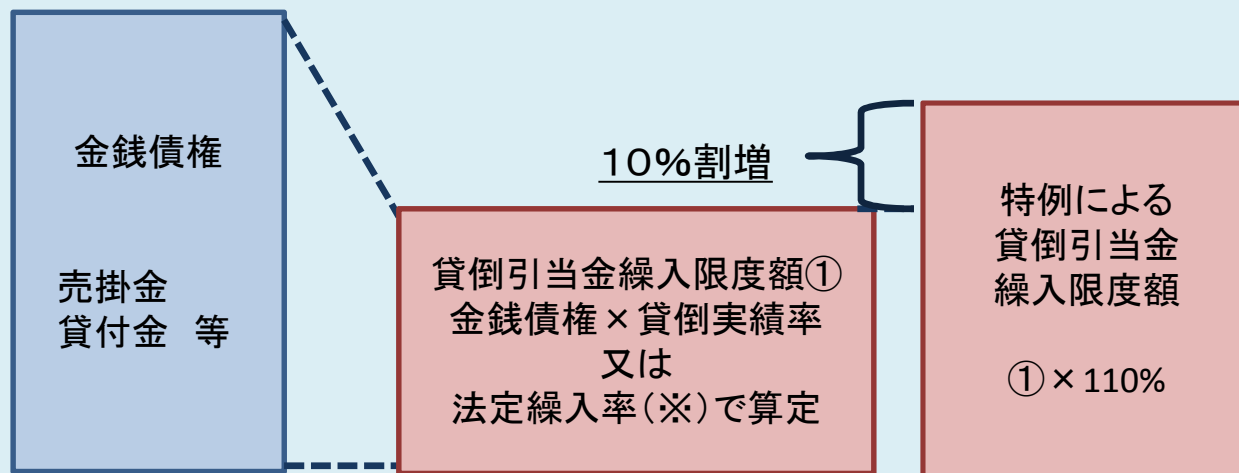 金銭債権
売掛金
貸付金　等
貸倒引当金繰入限度額①
金銭債権×貸倒実績率
又は
法定繰入率(※)で算定
10%割増
特例による
貸倒引当金
繰入限度額
①×110%